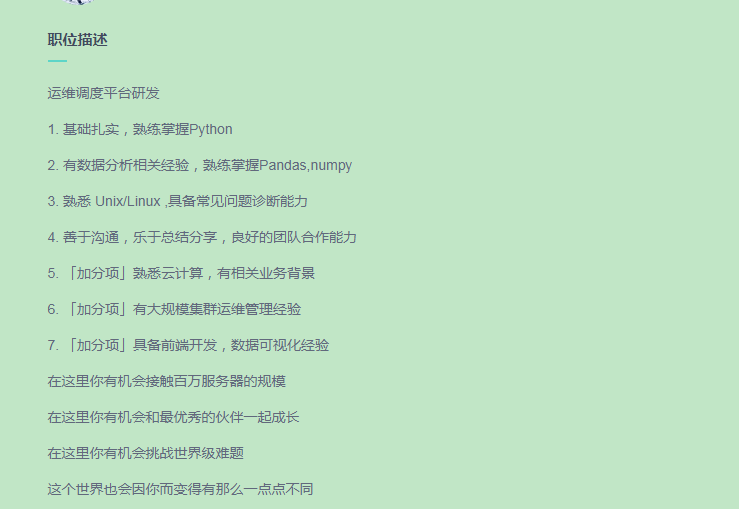 职位描述
运维调度平台研发
1. 基础扎实，熟练掌握Python
2. 有数据分析相关经验，熟练掌握Pandas,numpy
3. 熟悉 Unix/Linux ,具备常见问题诊断能力
4. 善于沟通，乐于总结分享，良好的团队合作能力
5. 「加分项」熟悉云计算，有相关业务背景
6. 「加分项」有大规模集群运维管理经验
7. 「加分项」具备前端开发，数据可视化经验
在这里你有机会接触百万服务器的规模
在这里你有机会和最优秀的伙伴一起成长
在这里你有机会挑战世界级难题
这个世界也会因你而变得有那么一点点不同